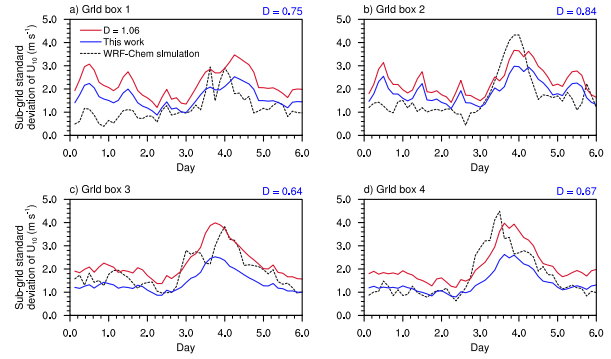 a) Grid box 1 D = 0.75
b) Grid box 2 D = 0.84
D = 1.06
This work
WRF-Chem simulation
Sub-grid standard
deviation of U10 (m s-1)
5.0
4.0
3.0
2.0
1.0
0.0
0.0 1.0 2.0 3.0 4.0 5.0 6.0
Day
5.0
4.0
3.0
2.0
1.0
0.0
0.0 1.0 2.0 3.0 4.0 5.0 6.0
Day
c) Grid box 3 D = 0.64
d) Grid box 4 D = 0.67
Sub-grid standard
deviation of U10 (m s-1)
5.0
4.0
3.0
2.0
1.0
0.0
0.0 1.0 2.0 3.0 4.0 5.0 6.0
Day
5.0
4.0
3.0
2.0
1.0
0.0
0.0 1.0 2.0 3.0 4.0 5.0 6.0
Day